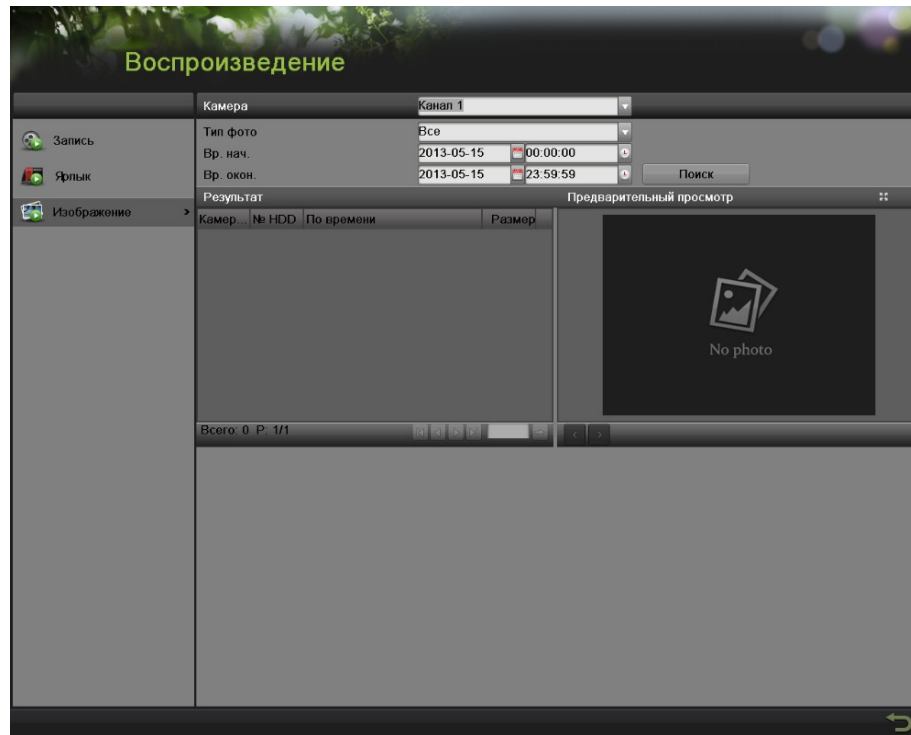 Воспроизведение
Камера Канал 1
Запись
Тип фото Все
Вр. нач. 2013-05-15 00:00:00
Ярлык
Вр. окон. 2013-05-15 23:59:59 Поиск
Результат Предварительный просмотр
Изображение
Камер... № HDD По времени Размер
No photo
Всего: 0 P: 1/1